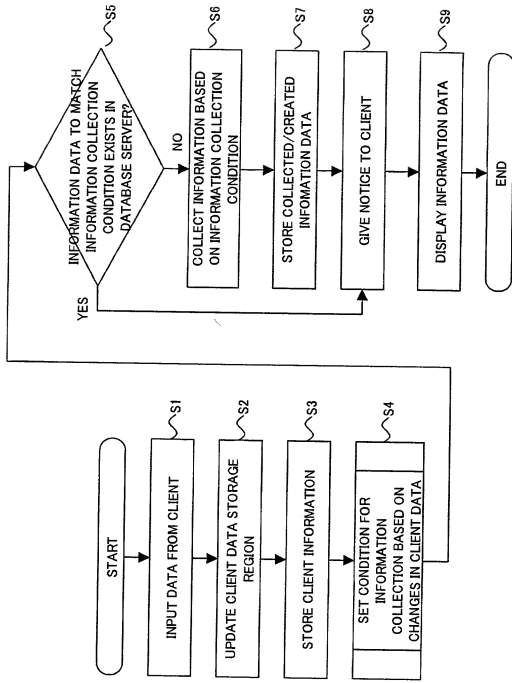 START
INPUT DATA FROM CLIENT
S1
UPDATE CLIENT DATA STORAGE
REGION
S2
STORE CLIENT INFORMATION
S3
SET CONDITION FOR
INFORMATION
COLLECTION BASED ON
CHANGES IN CLIENT DATA
S4
INFORMATION DATA TO MATCH
INFORMATION COLLECTION
CONDITION EXISTS IN
DATABASE SERVER?
S5
YES
NO
COLLECT INFORMATION BASED
ON INFORMATION COLLECTION
CONDITION
S6
STORE COLLECTED/CREATED
INFOMATION DATA
S7
GIVE NOTICE TO CLIENT
S8
DISPLAY INFORMATION DATA
S9
END